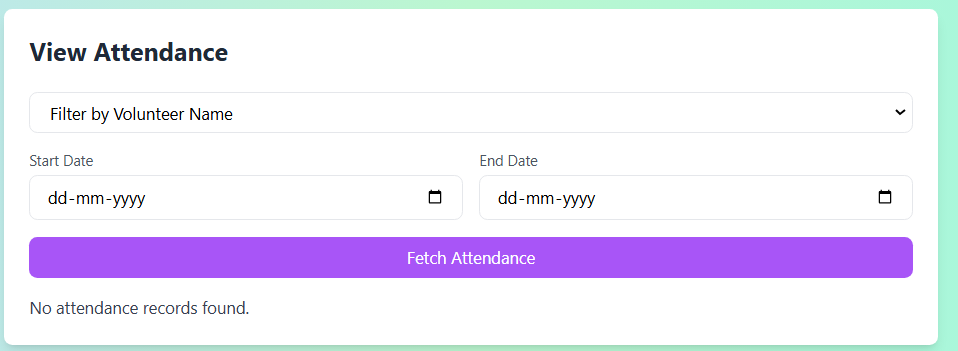 View Attendance
Filter by Volunteer Name
Start Date End Date
dd-mm-yyyy dd-mm-yyyy
Fetch Attendance
No attendance records found.